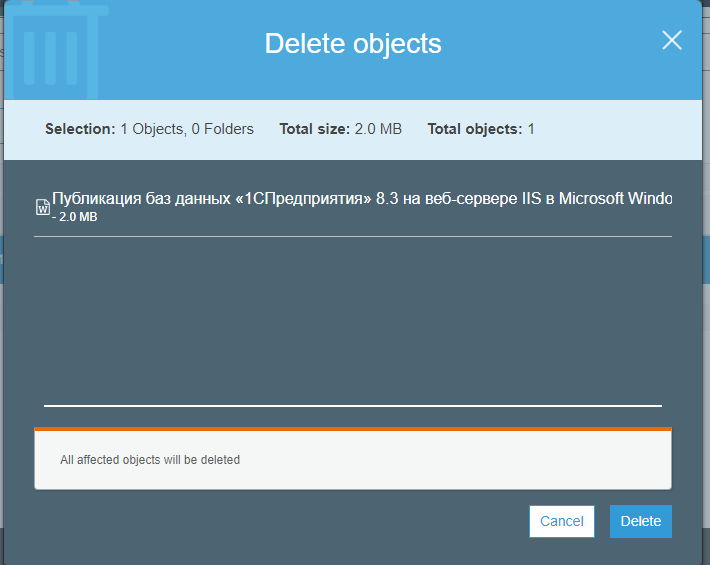 Delete objects
Selection: 1 Objects, 0 Folders Total size: 2.0 MB Total objects: 1
Публикация баз данных «1СПредприятия» 8.3 на веб-сервере IIS в Microsoft Windo
- 2.0 MB
All affected objects will be deleted
Cancel Delete